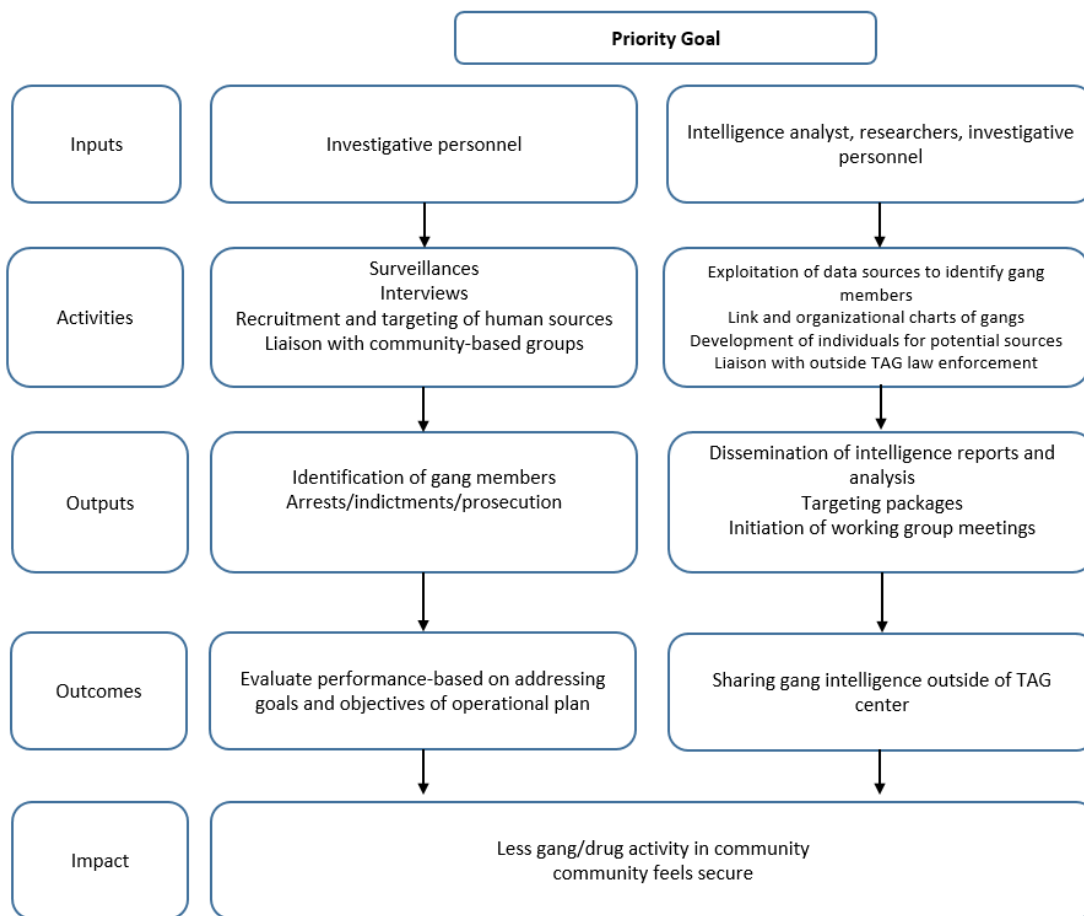 Priority Goal
Inputs
Investigative personnel
Intelligence analyst, researchers, investigative
personnel
Activities
Surveillances
Interviews
Recruitment and targeting of human sources
Liaison with community-based groups
Exploitation of data sources to identify gang
members
Link and organizational charts of gangs
Development of individuals for potential sources
Liaison with outside TAG law enforcement
Outputs
Identification of gang members
Arrests/indictments/prosecution
Dissemination of intelligence reports and
analysis
Targeting packages
Initiation of working group meetings
Outcomes
Evaluate performance-based on addressing
goals and objectives of operational plan
Sharing gang intelligence outside of TAG
center
Impact
Less gang/drug activity in community
community feels secure